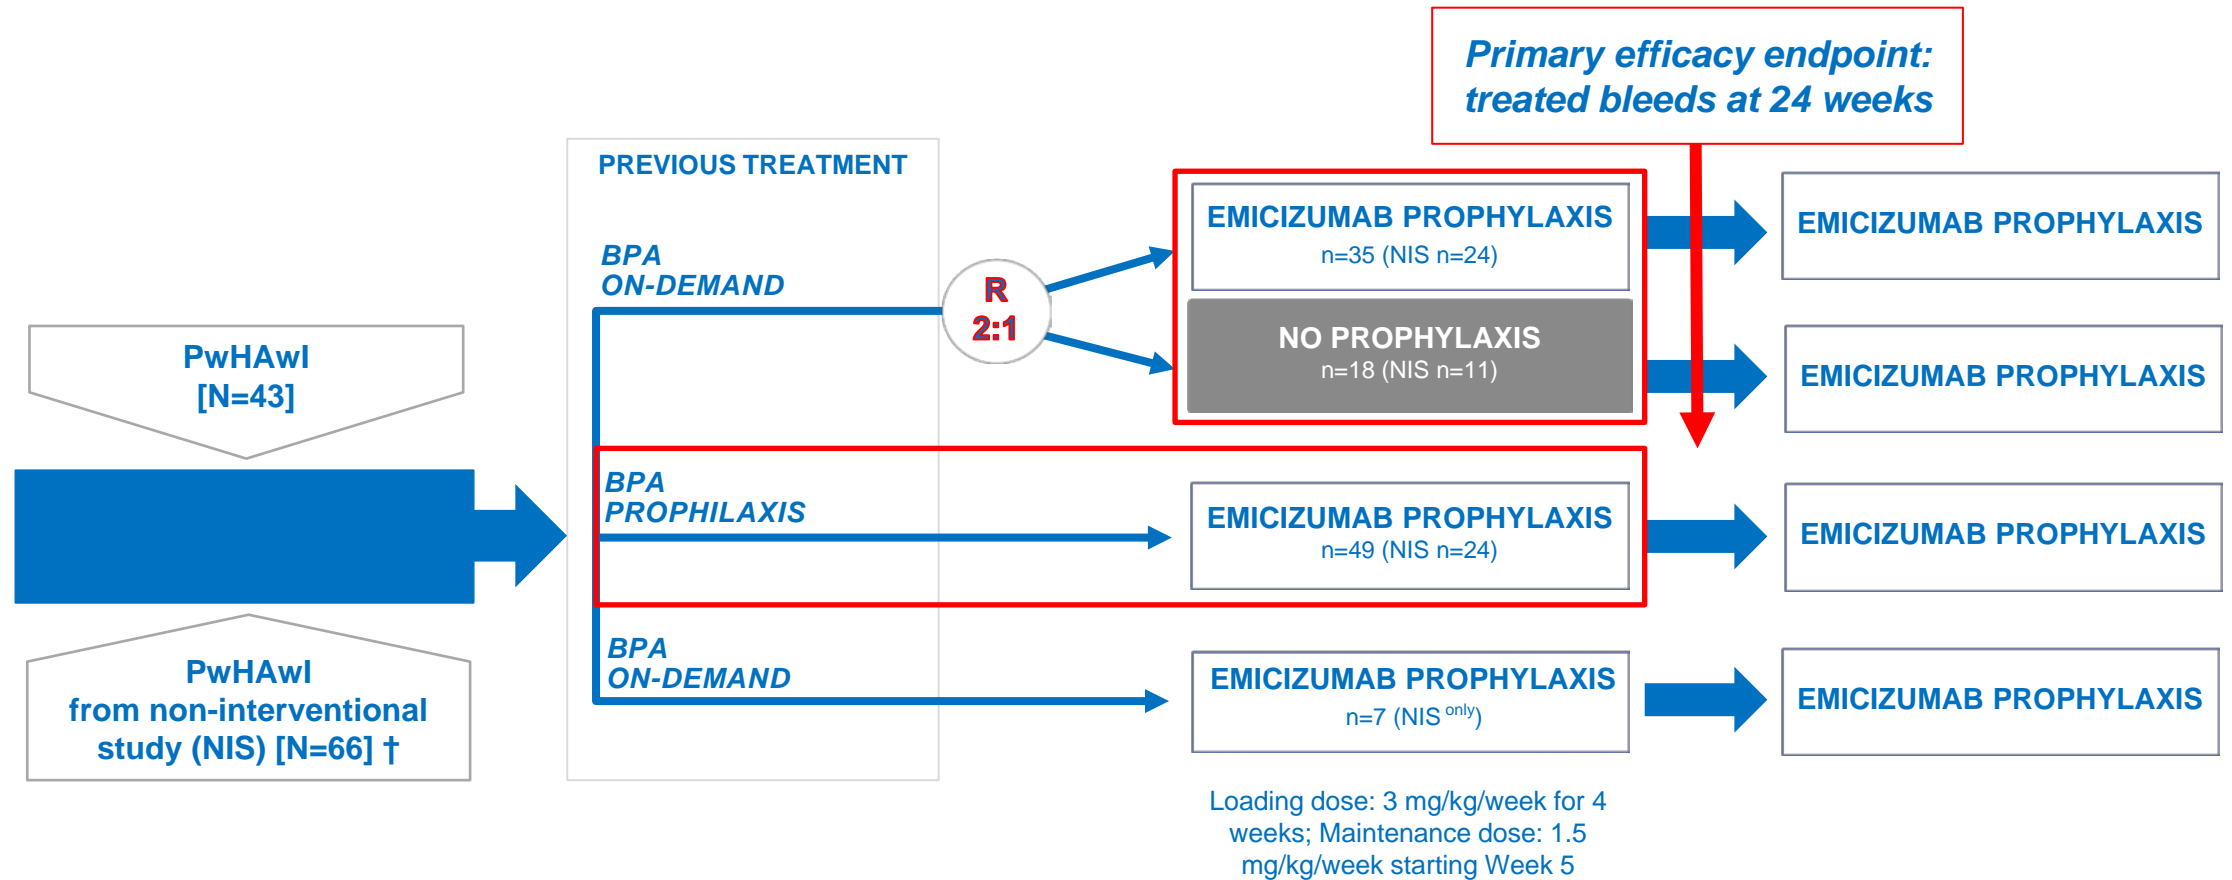 Primary efficacy endpoint:
treated bleeds at 24 weeks
PREVIOUS TREATMENT
BPA
ON-DEMAND
R
2:1
EMICIZUMAB PROPHYLAXIS
n=35 (NIS n=24)
EMICIZUMAB PROPHYLAXIS
NO PROPHYLAXIS
n=18 (NIS n=11)
EMICIZUMAB PROPHYLAXIS
PwHAwI
[N=43]
BPA
PROPHILAXIS
EMICIZUMAB PROPHYLAXIS
n=49 (NIS n=24)
EMICIZUMAB PROPHYLAXIS
PwHAwI
from non-interventional
study (NIS) [N=66] †
BPA
ON-DEMAND
EMICIZUMAB PROPHYLAXIS
n=7 (NIS only)
EMICIZUMAB PROPHYLAXIS
Loading dose: 3 mg/kg/week for 4
weeks; Maintenance dose: 1.5
mg/kg/week starting Week 5